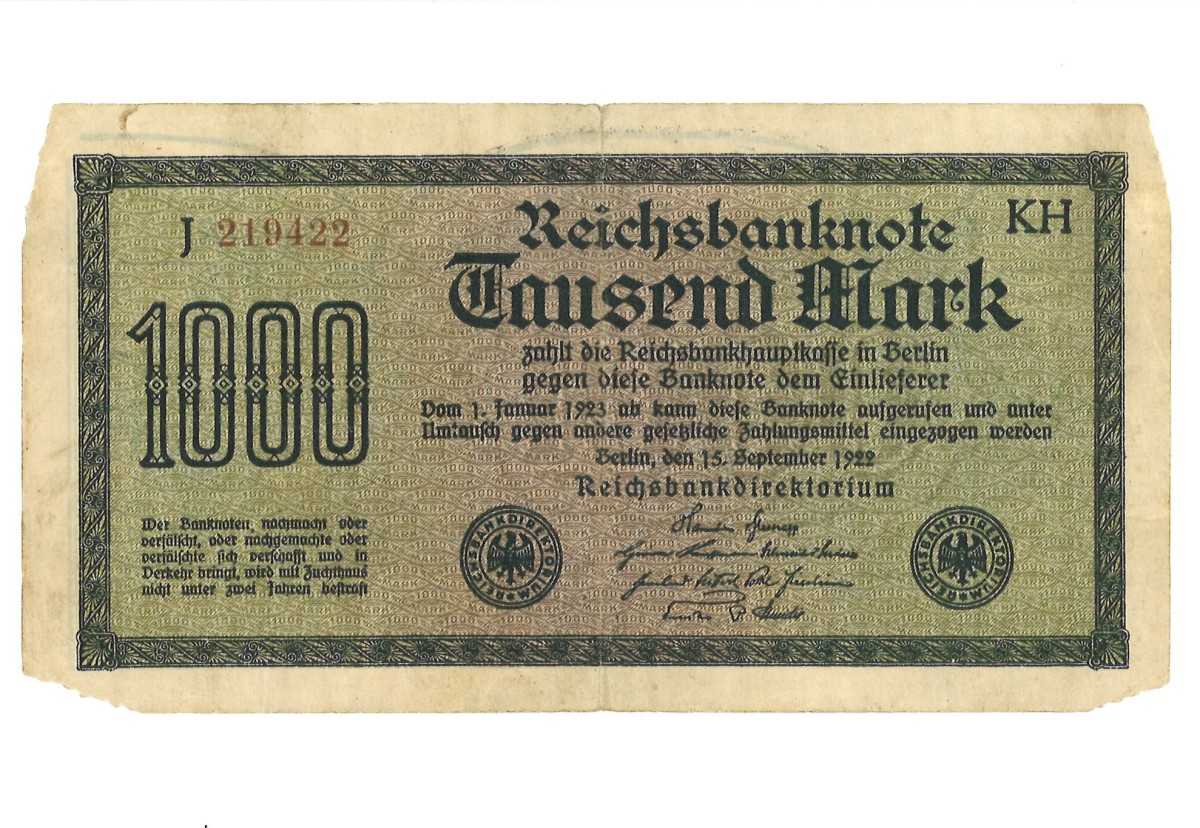 J 219422
KH
Reichsbanknote
Tausend Mark
1000
zahlt die Reichsbankhauptkasse in Berlin
gegen diese Banknote dem Einlieferer
Vom 1. Januar 1923 ab kann diese Banknote aufgerufen und unter
Umtausch gegen andere gesetzliche Zahlungsmittel eingezogen werden
Berlin, den 15. September 1922
Reichsbankdirektorium
Wer Banknoten nachmacht oder
verfälscht, oder nachgemachte oder
verfälschte sich verschafft und in
Verkehr bringt, wird mit Zuchthaus
nicht unter zwei Jahren bestraft
REICHSBANKDIREKTORIUM
REICHSBANKDIREKTORIUM